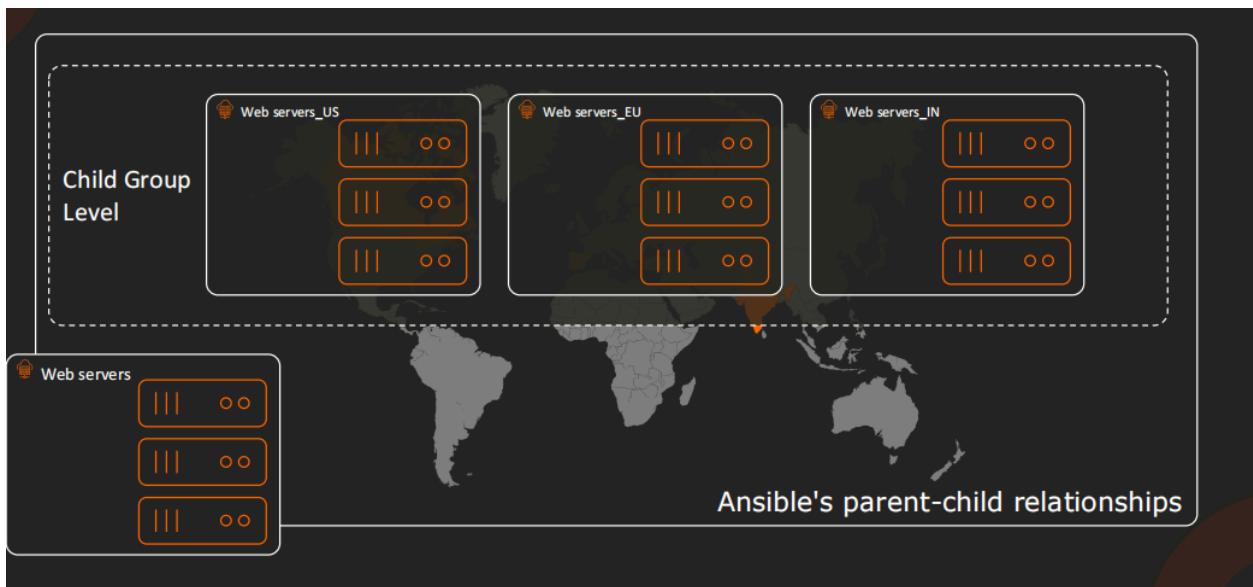 Web servers_US
Web servers_EU
Web servers_IN
Child Group
Level
Web servers
Ansible's parent-child relationships